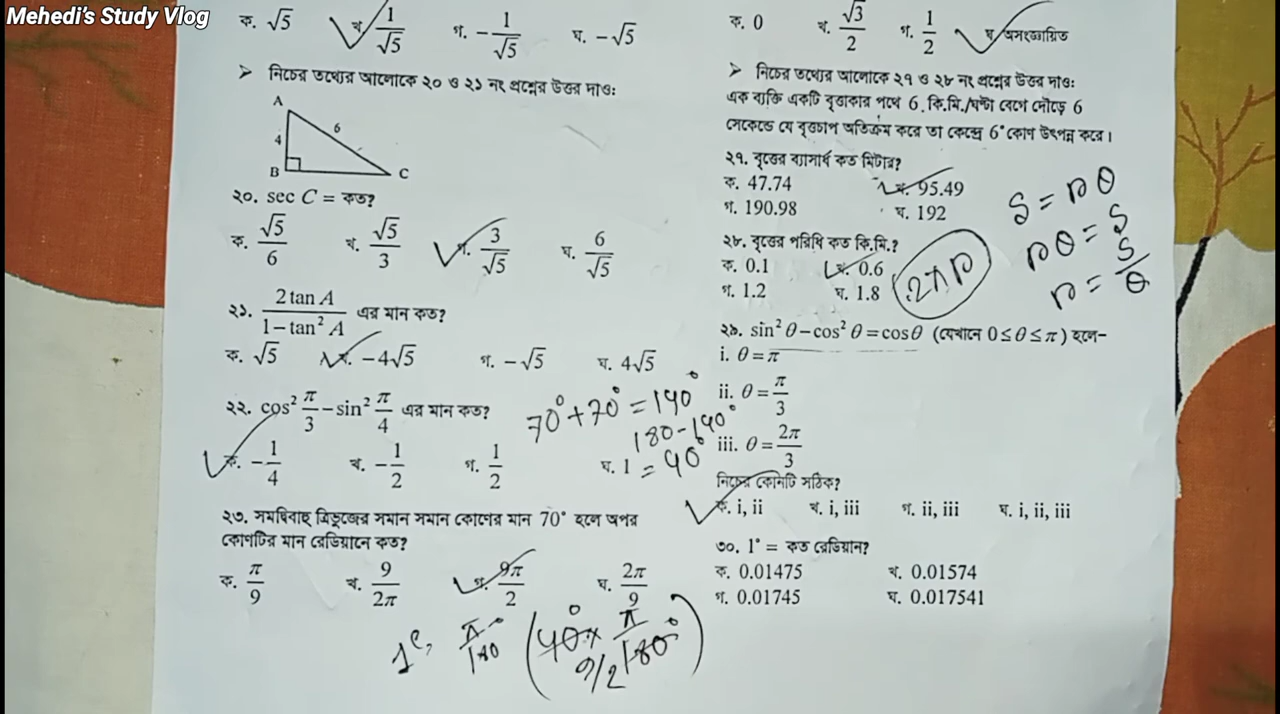 Mehedi's Study Vlog
ক. √5 খ. 1/√5 গ. -1/√5 ঘ. -√5
➤ নিচের তথ্যের আলোকে ২০ ও ২১ নং প্রশ্নের উত্তর দাও:
A
6
4
B
C
২০. sec C = কত?
ক. √5/6 খ. √5/3 গ. 3/√5 ঘ. 6/√5
২১. 2 tan A / 1-tan² A এর মান কত?
ক. √5 খ. -4√5 গ. -√5 ঘ. 4√5
২২. cos² π/3 - sin² π/4 এর মান কত?
ক. -1/4 খ. -1/2 গ. 1/2 ঘ. 1
70° + 70° = 140°
180 - 140°
= 40°
২৩. সমদ্বিবাহু ত্রিভুজের সমান সমান কোণের মান 70° হলে অপর
কোণটির মান রেডিয়ানে কত?
ক. π/9 খ. 9/2π গ. 9π/2 ঘ. 2π/9
1°, π/180 (40° × π/180°)
9/2
ক. 0 খ. √3/2 গ. 1/2 ঘ. অসংজ্ঞায়িত
➤ নিচের তথ্যের আলোকে ২৭ ও ২৮ নং প্রশ্নের উত্তর দাও:
এক ব্যক্তি একটি বৃত্তাকার পথে 6 কি.মি./ঘণ্টা বেগে দৌড়ে 6
সেকেন্ডে যে বৃত্তচাপ অতিক্রম করে তা কেন্দ্রে 6° কোণ উৎপন্ন করে।
২৭. বৃত্তের ব্যাসার্ধ কত মিটার?
ক. 47.74 খ. 95.49
গ. 190.98 ঘ. 192
S = rθ
rθ = S
r = S/θ
২৮. বৃত্তের পরিধি কত কি.মি.?
ক. 0.1 খ. 0.6
গ. 1.2 ঘ. 1.8
2πr
২৯. sin² θ – cos² θ = cosθ (যেখানে 0 ≤ θ ≤ π) হলে–
i. θ = π
ii. θ = π/3
iii. θ = 2π/3
নিচের কোনটি সঠিক?
ক. i, ii খ. i, iii গ. ii, iii ঘ. i, ii, iii
৩০. 1° = কত রেডিয়ান?
ক. 0.01475 খ. 0.01574
গ. 0.01745 ঘ. 0.017541